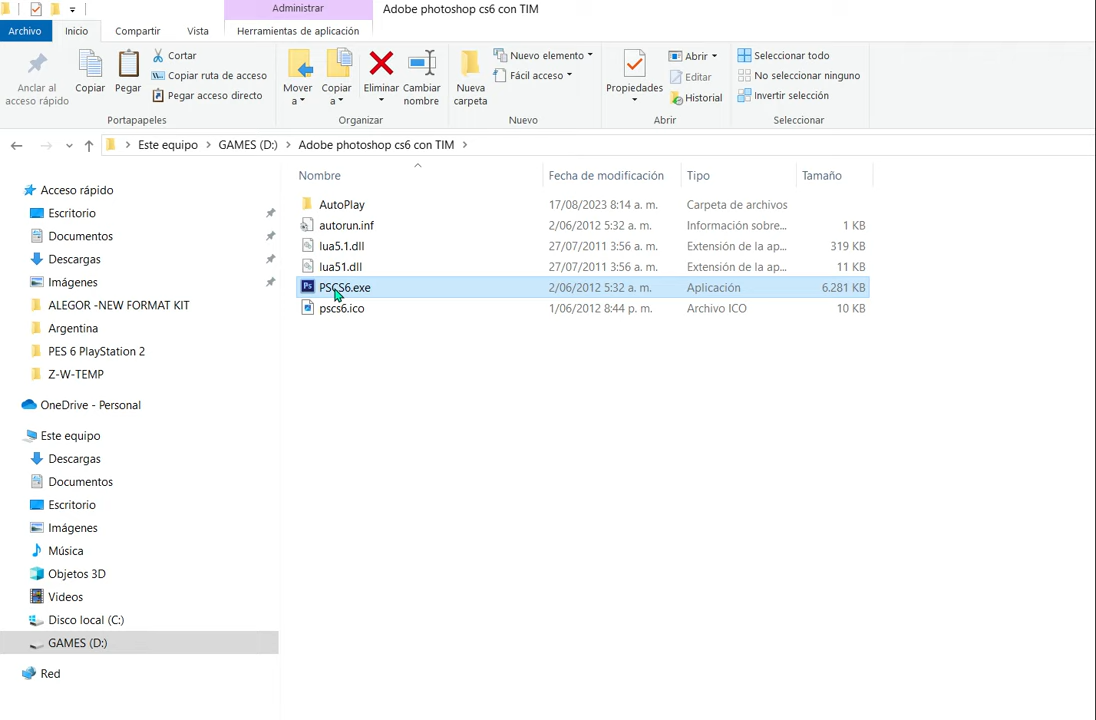 Administrar
Adobe photoshop cs6 con TIM
Archivo
Inicio
Compartir
Vista
Herramientas de aplicación
Anclar al
acceso rápido
Copiar
Pegar
Cortar
Copiar ruta de acceso
Pegar acceso directo
Portapapeles
Mover
a
Copiar
a
Eliminar
Cambiar
nombre
Organizar
Nueva
carpeta
Nuevo elemento
Fácil acceso
Nuevo
Propiedades
Abrir
Editar
Historial
Abrir
Seleccionar todo
No seleccionar ninguno
Invertir selección
Seleccionar
Este equipo
GAMES (D:)
Adobe photoshop cs6 con TIM
Nombre
Fecha de modificación
Tipo
Tamaño
AutoPlay
17/08/2023 8:14 a. m.
Carpeta de archivos
autorun.inf
2/06/2012 5:32 a. m.
Información sobre...
1 KB
lua5.1.dll
27/07/2011 3:56 a. m.
Extensión de la ap...
319 KB
lua51.dll
27/07/2011 3:56 a. m.
Extensión de la ap...
11 KB
Ps
PSCS6.exe
2/06/2012 5:32 a. m.
Aplicación
6.281 KB
pscs6.ico
1/06/2012 8:44 p. m.
Archivo ICO
10 KB
Acceso rápido
Escritorio
Documentos
Descargas
Imágenes
ALEGOR -NEW FORMAT KIT
Argentina
PES 6 PlayStation 2
Z-W-TEMP
OneDrive - Personal
Este equipo
Descargas
Documentos
Escritorio
Imágenes
Música
Objetos 3D
Videos
Disco local (C:)
GAMES (D:)
Red